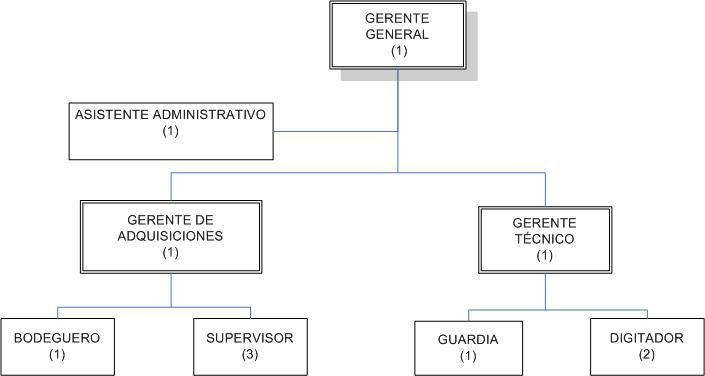 GERENTE
GENERAL
(1)
ASISTENTE ADMINISTRATIVO
(1)
GERENTE DE
ADQUISICIONES
(1)
GERENTE
TÉCNICO
(1)
BODEGUERO
(1)
SUPERVISOR
(3)
GUARDIA
(1)
DIGITADOR
(2)